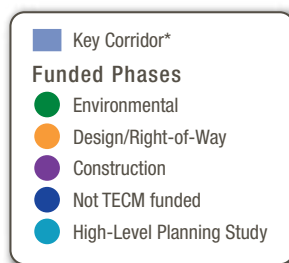 Key Corridor*
Funded Phases
Environmental
Design/Right-of-Way
Construction
Not TECM funded
High-Level Planning Study